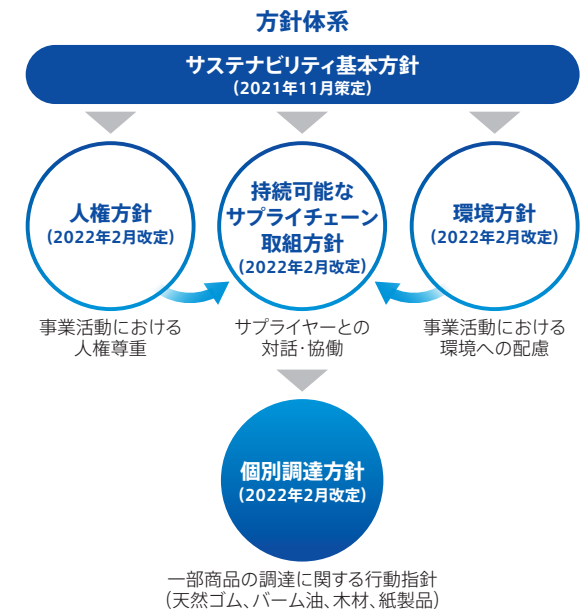 方針体系
サステナビリティ基本方針
(2021年11月策定)
人権方針
(2022年2月改定)
持続可能な
サプライチェーン
取組方針
(2022年2月改定)
環境方針
(2022年2月改定)
事業活動における
人権尊重
サプライヤーとの
対話・協働
事業活動における
環境への配慮
個別調達方針
(2022年2月改定)
一部商品の調達に関する行動指針
(天然ゴム、バーム油、木材、紙製品)